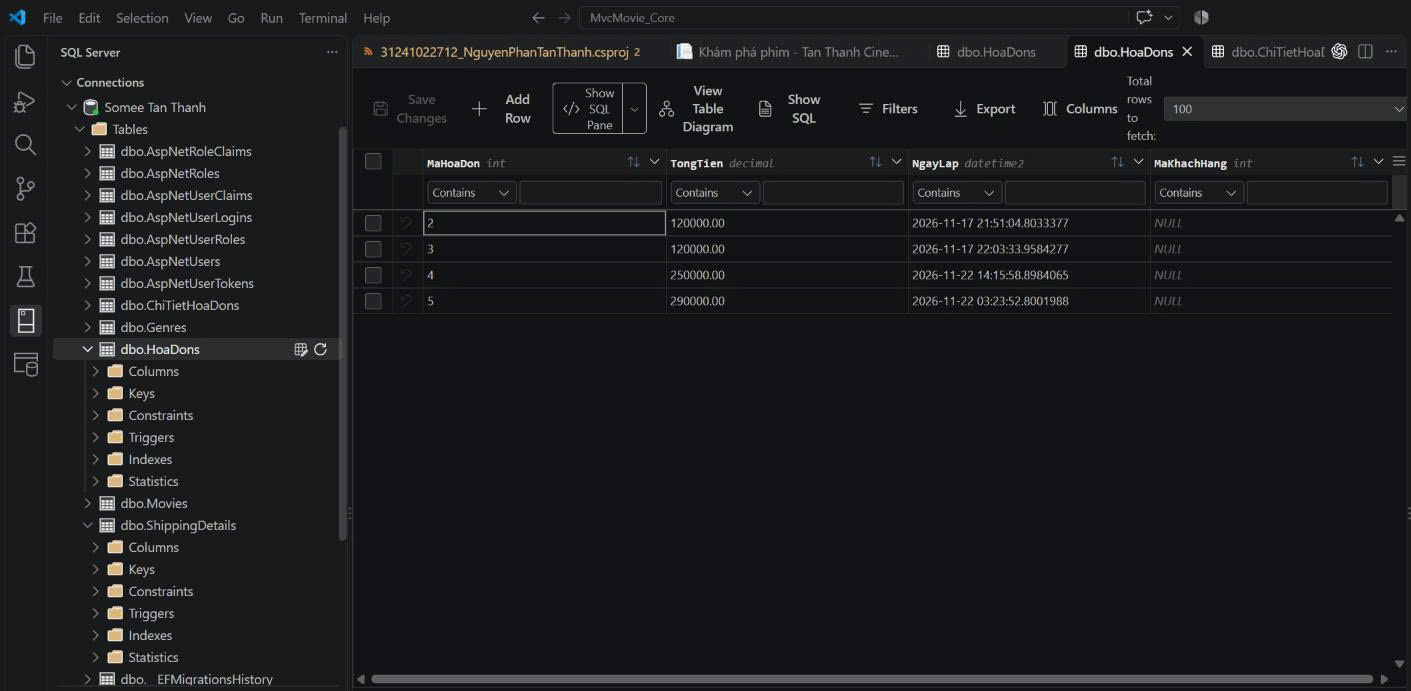 File Edit Selection View Go Run Terminal Help
MvcMovie_Core
SQL Server
Connections
Somee Tan Thanh
Tables
dbo.AspNetRoleClaims
dbo.AspNetRoles
dbo.AspNetUserClaims
dbo.AspNetUserLogins
dbo.AspNetUserRoles
dbo.AspNetUsers
dbo.AspNetUserTokens
dbo.ChiTietHoaDons
dbo.Genres
dbo.HoaDons
Columns
Keys
Constraints
Triggers
Indexes
Statistics
dbo.Movies
dbo.ShippingDetails
Columns
Keys
Constraints
Triggers
Indexes
Statistics
dbo.__EFMigrationsHistory
31241022712_NguyenPhanTanThanh.csproj 2 Khám phá phim - Tan Thanh Cine... dbo.HoaDons dbo.HoaDons dbo.ChiTietHoaD
Save Changes
Add Row
Show SQL Pane
View Table Diagram
Show SQL
Filters
Export
Columns
Total rows to fetch:
100
MaHoaDon int TongTien decimal NgayLap datetime2 MaKhachHang int
Contains Contains Contains Contains
2 120000.00 2026-11-17 21:51:04.8033377 NULL
3 120000.00 2026-11-17 22:03:33.9584277 NULL
4 250000.00 2026-11-22 14:15:58.8984065 NULL
5 290000.00 2026-11-22 03:23:52.8001988 NULL